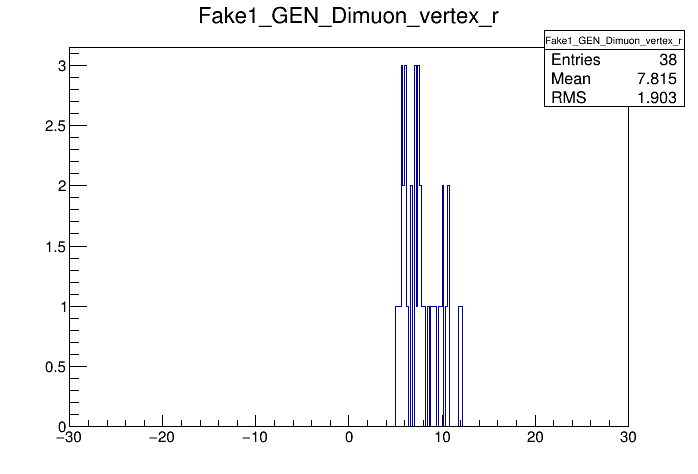 Fake1_GEN_Dimuon_vertex_r
Fake1_GEN_Dimuon_vertex_r
Entries 38
Mean 7.815
RMS 1.903
3
2.5
2
1.5
1
0.5
0
−30 −20 −10 0 10 20 30